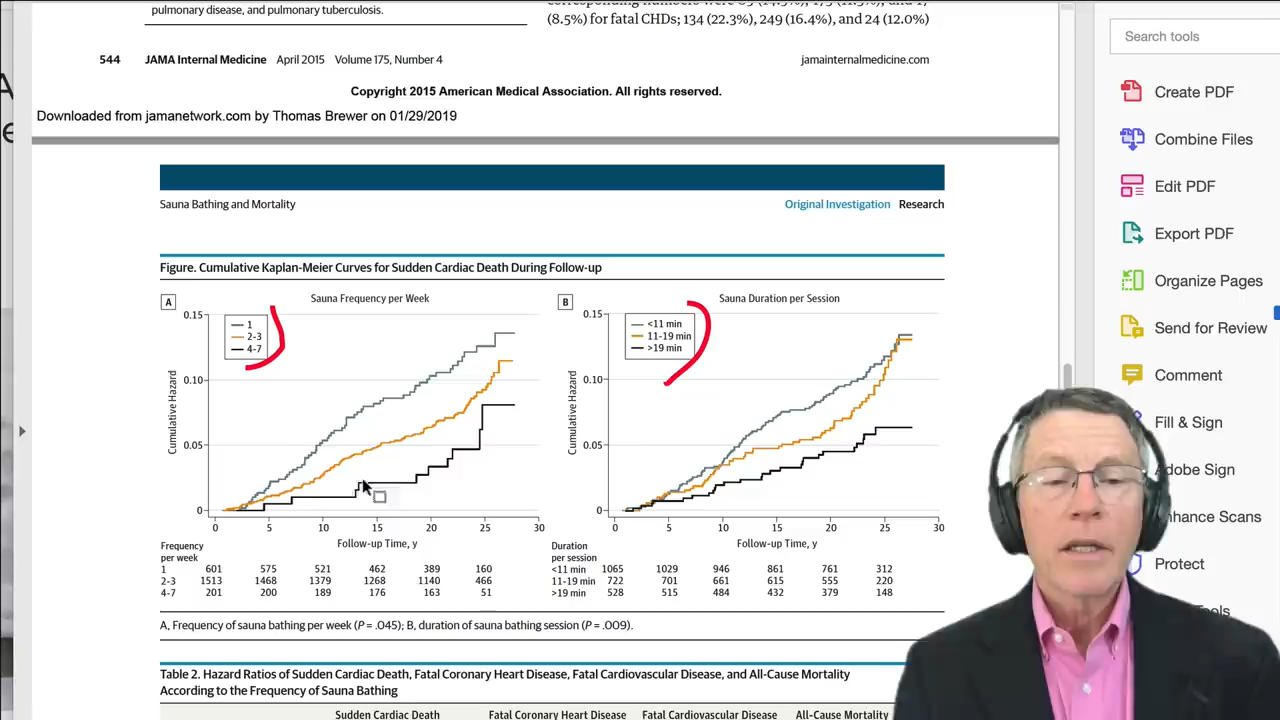 pulmonary disease, and pulmonary tuberculosis.
(8.5%) for fatal CHDs; 134 (22.3%), 249 (16.4%), and 24 (12.0%)
544 JAMA Internal Medicine April 2015 Volume 175, Number 4
jamainternalmedicine.com
Copyright 2015 American Medical Association. All rights reserved.
Downloaded from jamanetwork.com by Thomas Brewer on 01/29/2019
Sauna Bathing and Mortality
Original Investigation Research
Figure. Cumulative Kaplan-Meier Curves for Sudden Cardiac Death During Follow-up
A
Sauna Frequency per Week
0.15
0.10
0.05
0
Cumulative Hazard
1
2-3
4-7
0 5 10 15 20 25 30
Follow-up Time, y
Frequency
per week
1 601 575 521 462 389 160
2-3 1513 1468 1379 1268 1140 466
4-7 201 200 189 176 163 51
B
Sauna Duration per Session
0.15
0.10
0.05
0
Cumulative Hazard
<11 min
11-19 min
>19 min
0 5 10 15 20 25 30
Follow-up Time, y
Duration
per session
<11 min 1065 1029 946 861 761 312
11-19 min 722 701 661 615 555 220
>19 min 528 515 484 432 379 148
A, Frequency of sauna bathing per week (P = .045); B, duration of sauna bathing session (P = .009).
Table 2. Hazard Ratios of Sudden Cardiac Death, Fatal Coronary Heart Disease, Fatal Cardiovascular Disease, and All-Cause Mortality
According to the Frequency of Sauna Bathing
Sudden Cardiac Death Fatal Coronary Heart Disease Fatal Cardiovascular Disease All-Cause Mortality
Search tools
Create PDF
Combine Files
Edit PDF
Export PDF
Organize Pages
Send for Review
Comment
Fill & Sign
Adobe Sign
nhance Scans
Protect